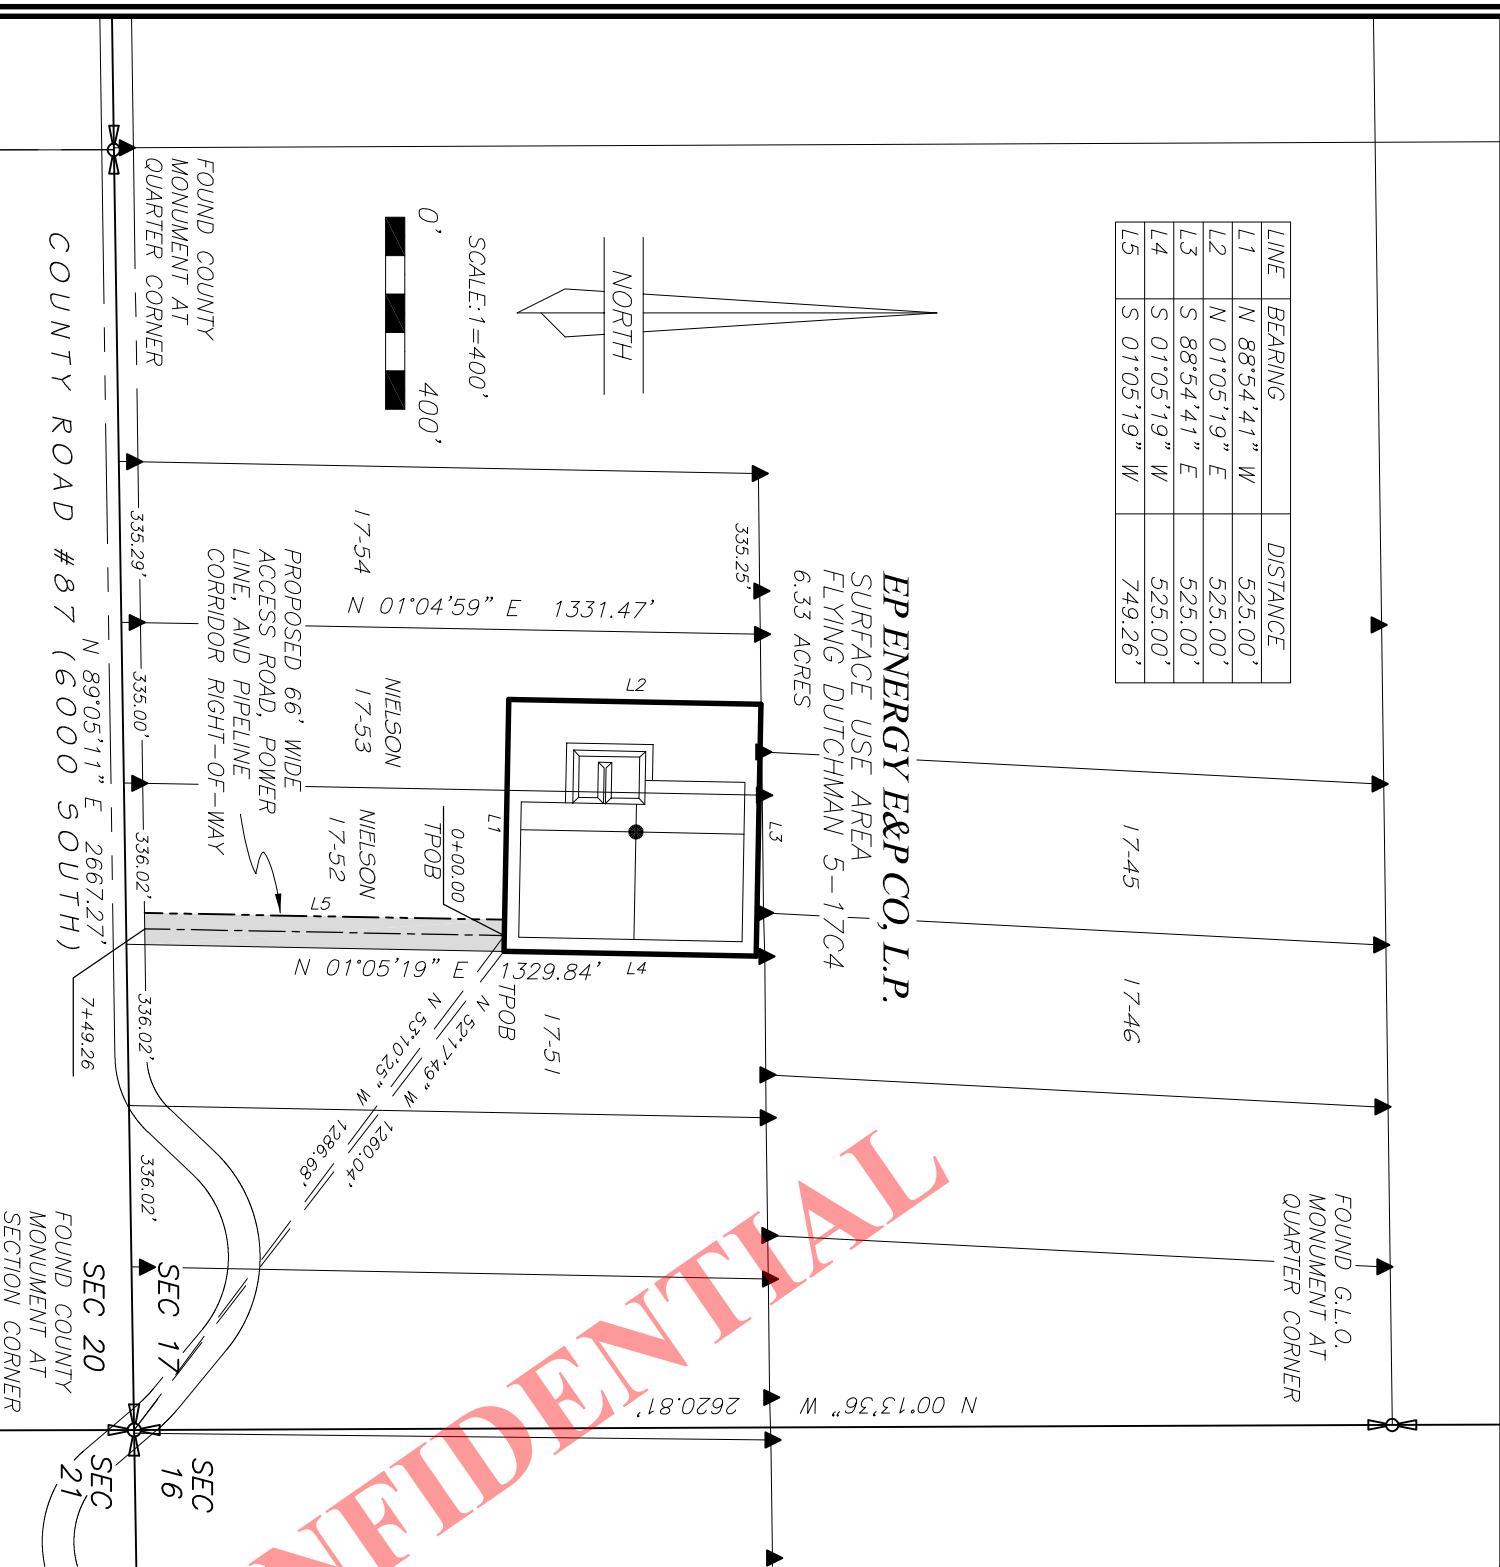 LINE BEARING DISTANCE
L1 N 88°54'41" W 525.00'
L2 N 01°05'19" E 525.00'
L3 S 88°54'41" E 525.00'
L4 S 01°05'19" W 525.00'
L5 S 01°05'19" W 749.26'
FOUND G.L.O.
MONUMENT AT
QUARTER CORNER
17-45
17-46
NORTH
SCALE:1=400'
0' 400'
EP ENERGY E&P CO, L.P.
SURFACE USE AREA
FLYING DUTCHMAN 5-17C4
6.33 ACRES
335.25'
N 00°13'36" W 2620.81'
L3
L2
L4
L1
17-54
N 01°04'59" E 1331.47'
NIELSON
17-53
NIELSON
17-52
0+00.00
TPOB
TPOB
17-51
N 01°05'19" E 1329.84'
N 52°17'49" W 1260.04'
N 53°10'25" W 1286.68'
L5
PROPOSED 66' WIDE
ACCESS ROAD, POWER
LINE, AND PIPELINE
CORRIDOR RIGHT-OF-WAY
FOUND COUNTY
MONUMENT AT
QUARTER CORNER
335.29'
335.00'
336.02'
336.02'
336.02'
SEC 17
SEC
16
N 89°05'11" E 2667.27'
7+49.26
COUNTY ROAD #87 (6000 SOUTH)
SEC 20
SEC
21
FOUND COUNTY
MONUMENT AT
SECTION CORNER
NFIDENTIAL